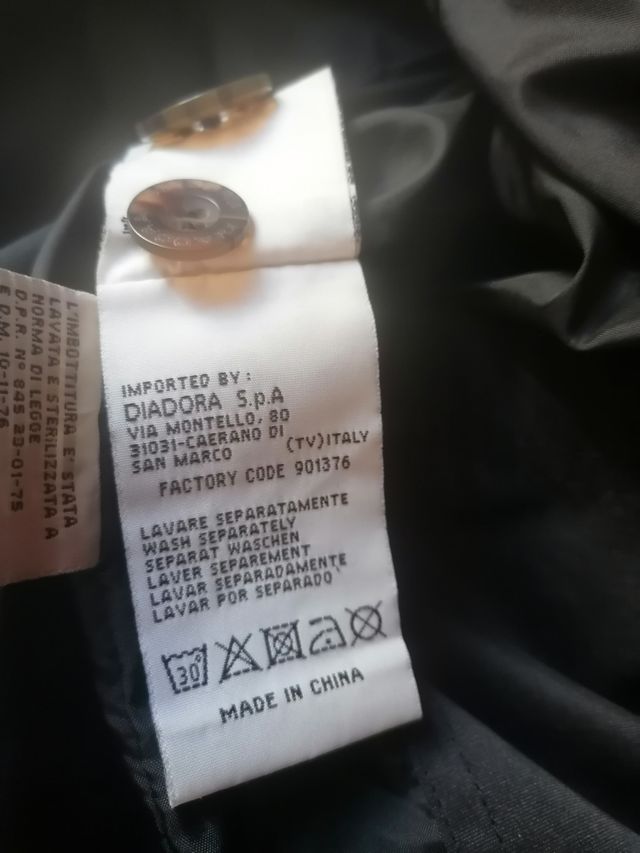 IMPORTED BY:
DIADORA S.p.A
VIA MONTELLO, 80
31031-CAERANO DI
SAN MARCO (TV)ITALY
FACTORY CODE 901376
LAVARE SEPARATAMENTE
WASH SEPARATELY
SEPARAT WASCHEN
LAVER SEPAREMENT
LAVAR SEPARADAMENTE
LAVAR POR SEPARADO
30°
MADE IN CHINA
L'IMBOTTITURA E' STATA
LAVATA E STERILIZZATA A
NORMA DI LEGGE
D.P.R. N° 845 23-01-75
E D.M. 10-11-76